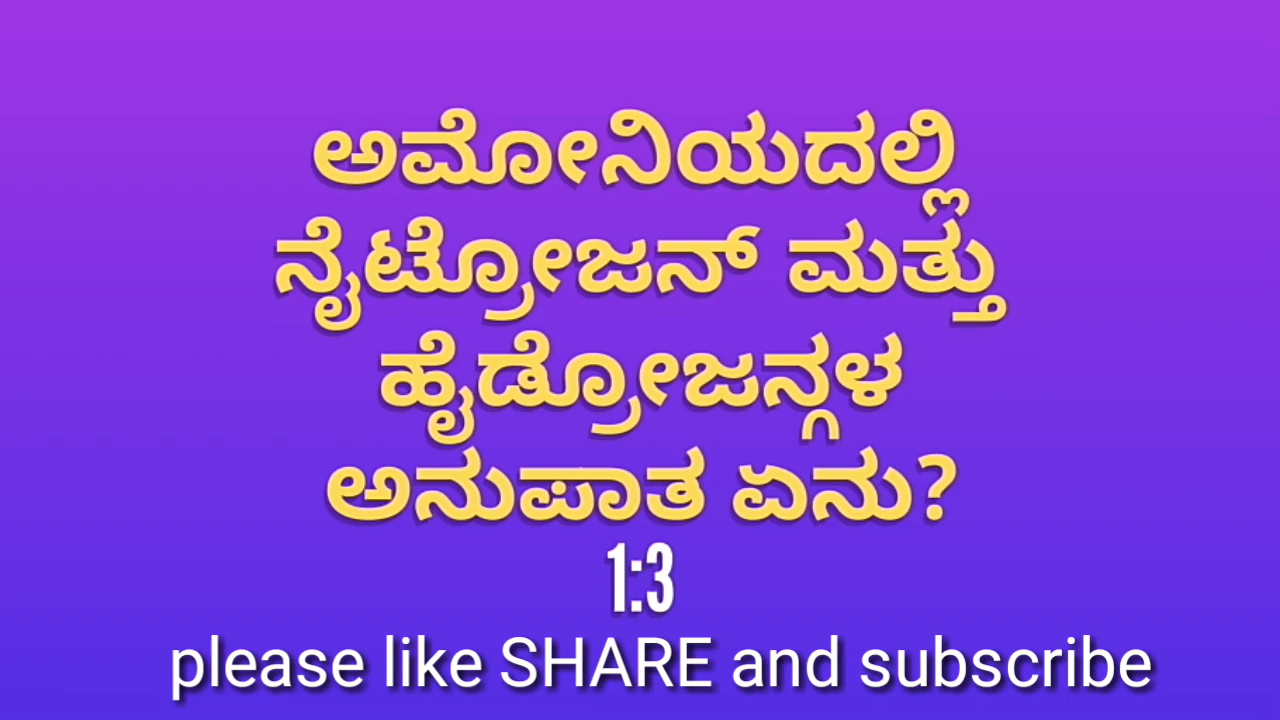 ಅಮೋನಿಯದಲ್ಲಿ
ನೈಟ್ರೋಜನ್ ಮತ್ತು
ಹೈಡ್ರೋಜನ್ಗಳ
ಅನುಪಾತ ಏನು?
1:3
please like SHARE and subscribe